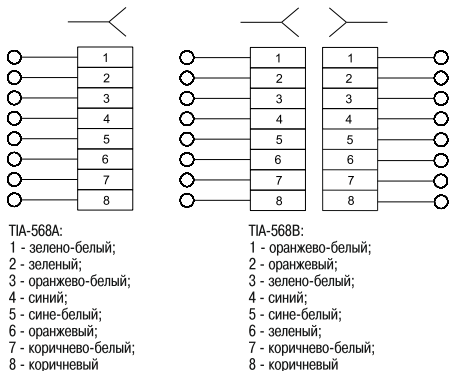 1
2
3
4
5
6
7
8
1
2
3
4
5
6
7
8
1
2
3
4
5
6
7
8
TIA-568A:
1 - зелено-белый;
2 - зеленый;
3 - оранжево-белый;
4 - синий;
5 - сине-белый;
6 - оранжевый;
7 - коричнево-белый;
8 - коричневый
TIA-568B:
1 - оранжево-белый;
2 - оранжевый;
3 - зелено-белый;
4 - синий;
5 - сине-белый;
6 - зеленый;
7 - коричнево-белый;
8 - коричневый